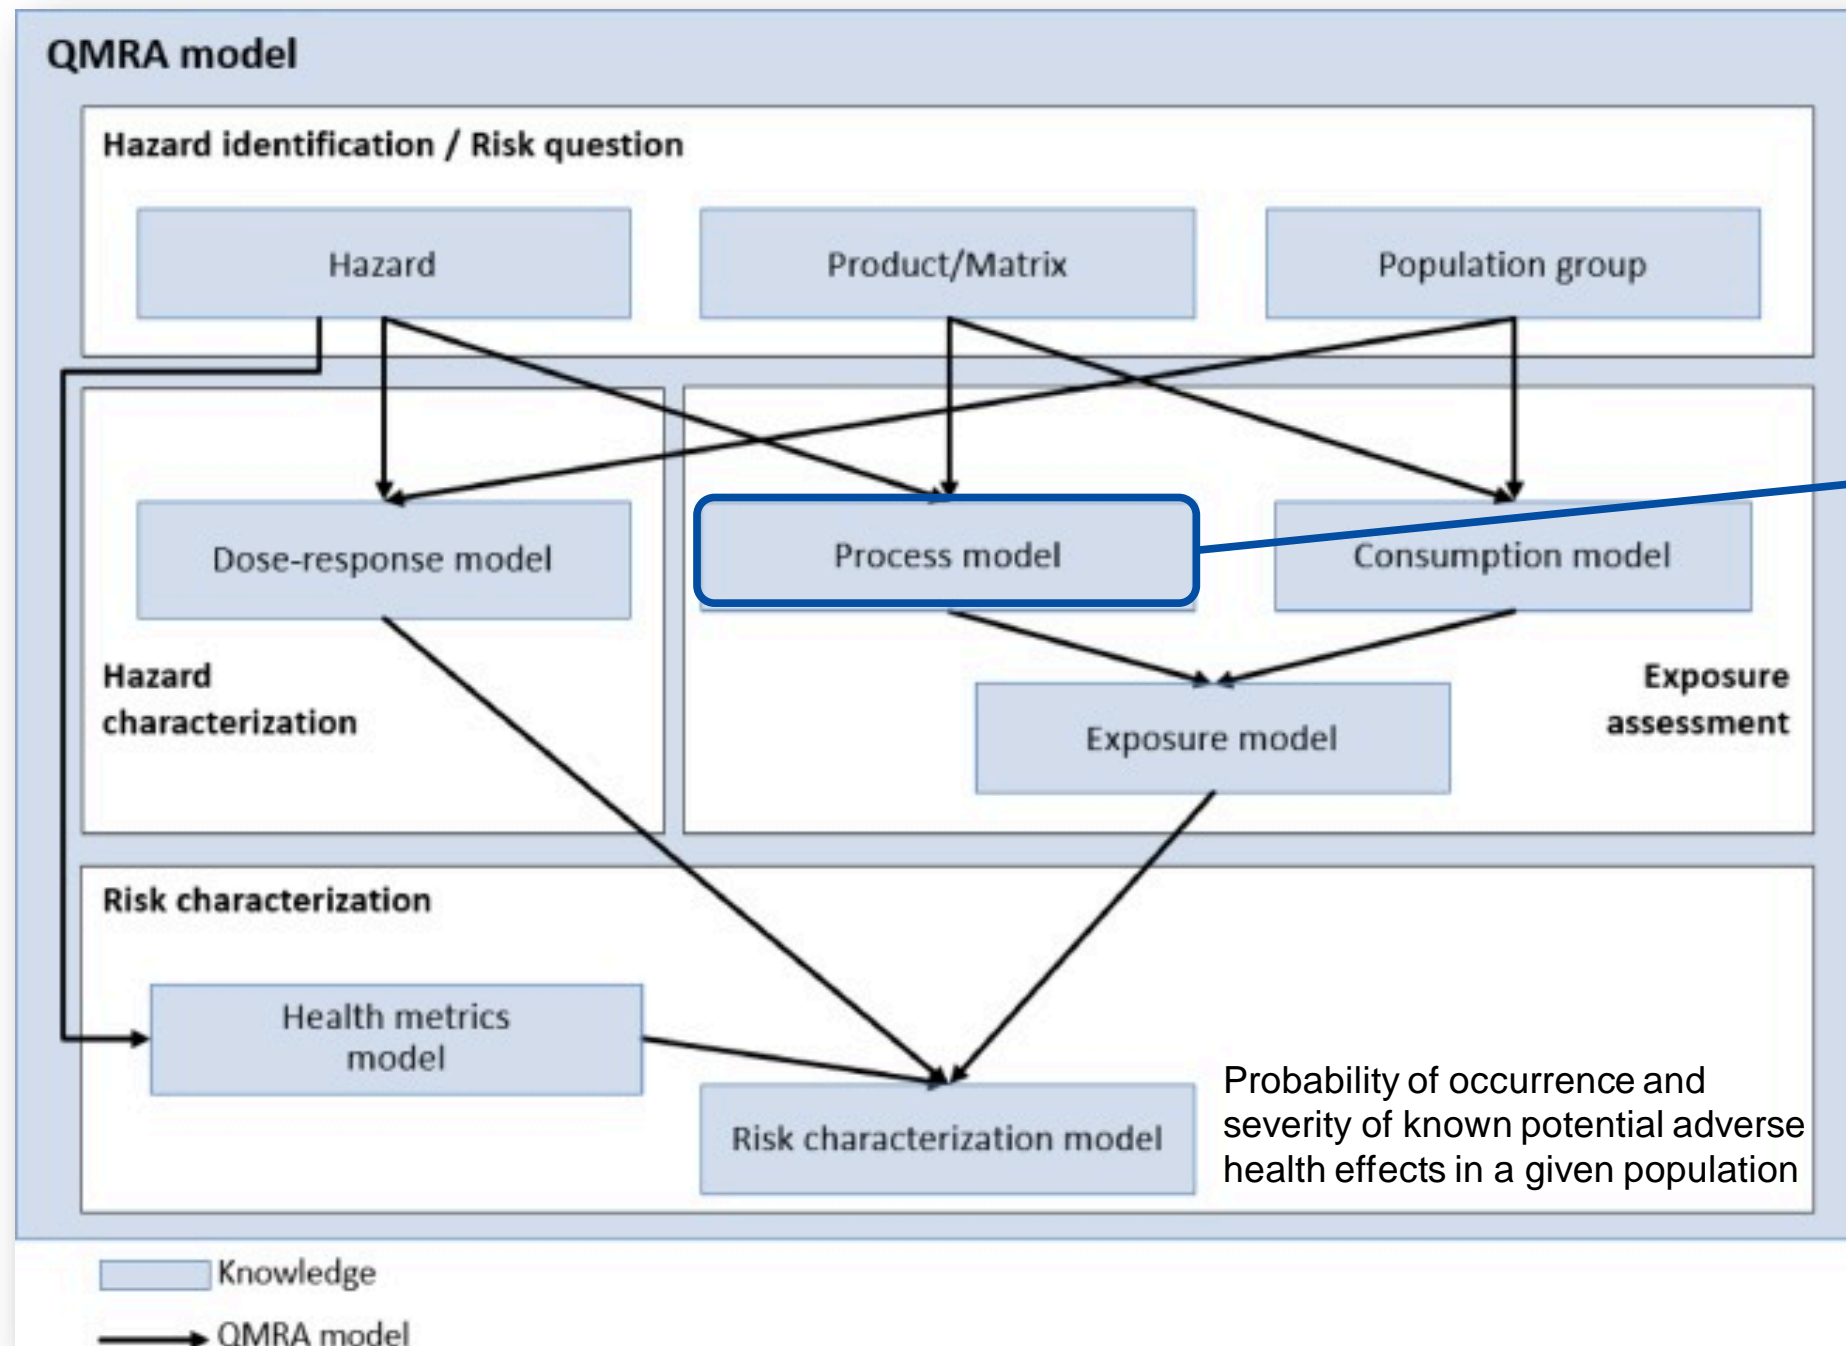 QMRA model
Hazard identification / Risk question
Hazard
Product/Matrix
Population group
Dose-response model
Process model
Consumption model
Hazard
characterization
Exposure
assessment
Exposure model
Risk characterization
Health metrics
model
Risk characterization model
Probability of occurrence and
severity of known potential adverse
health effects in a given population
Knowledge
QMRA model